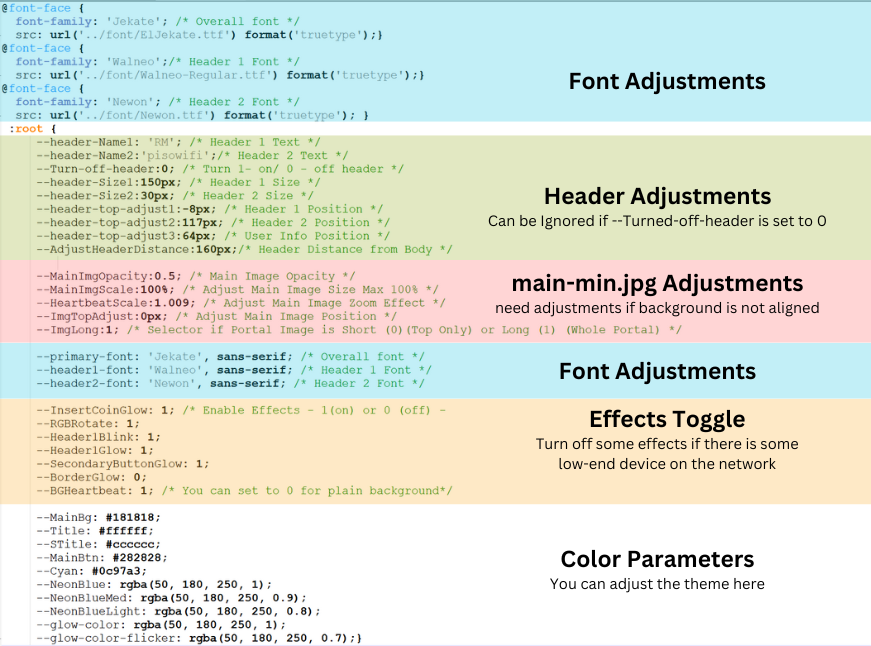 @font-face {
font-family: 'Jekate'; /* Overall font */
src: url('../font/ElJekate.ttf') format('truetype');}
@font-face {
font-family: 'Walneo';/* Header 1 Font */
src: url('../font/Walneo-Regular.ttf') format('truetype');}
@font-face {
font-family: 'Newon'; /* Header 2 Font */
src: url('../font/Newon.ttf') format('truetype'); }
Font Adjustments
:root {
--header-Name1: 'RM'; /* Header 1 Text */
--header-Name2:'pisowifi';/* Header 2 Text */
--Turn-off-header:0; /* Turn 1- on/ 0 - off header */
--header-Size1:150px; /* Header 1 Size */
--header-Size2:30px; /* Header 2 Size */
--header-top-adjust1:-8px; /* Header 1 Position */
--header-top-adjust2:117px; /* Header 2 Position */
--header-top-adjust3:64px; /* User Info Position */
--AdjustHeaderDistance:160px;/* Header Distance from Body */
Header Adjustments
Can be Ignored if --Turned-off-header is set to 0
--MainImgOpacity:0.5; /* Main Image Opacity */
--MainImgScale:100%; /* Adjust Main Image Size Max 100% */
--HeartbeatScale:1.009; /* Adjust Main Image Zoom Effect */
--ImgTopAdjust:0px; /* Adjust Main Image Position */
--ImgLong:1; /* Selector if Portal Image is Short (0)(Top Only) or Long (1) (Whole Portal) */
main-min.jpg Adjustments
need adjustments if background is not aligned
--primary-font: 'Jekate', sans-serif; /* Overall font */
--header1-font: 'Walneo', sans-serif; /* Header 1 Font */
--header2-font: 'Newon', sans-serif; /* Header 2 Font */
Font Adjustments
--InsertCoinGlow: 1; /* Enable Effects - 1(on) or 0 (off) -
--RGBRotate: 1;
--Header1Blink: 1;
--Header1Glow: 1;
--SecondaryButtonGlow: 1;
--BorderGlow: 0;
--BGHeartbeat: 1; /* You can set to 0 for plain background*/
Effects Toggle
Turn off some effects if there is some
low-end device on the network
--MainBg: #181818;
--Title: #ffffff;
--STitle: #cccccc;
--MainBtn: #282828;
--Cyan: #0c97a3;
--NeonBlue: rgba(50, 180, 250, 1);
--NeonBlueMed: rgba(50, 180, 250, 0.9);
--NeonBlueLight: rgba(50, 180, 250, 0.8);
--glow-color: rgba(50, 180, 250, 1);
--glow-color-flicker: rgba(50, 180, 250, 0.7);}
Color Parameters
You can adjust the theme here